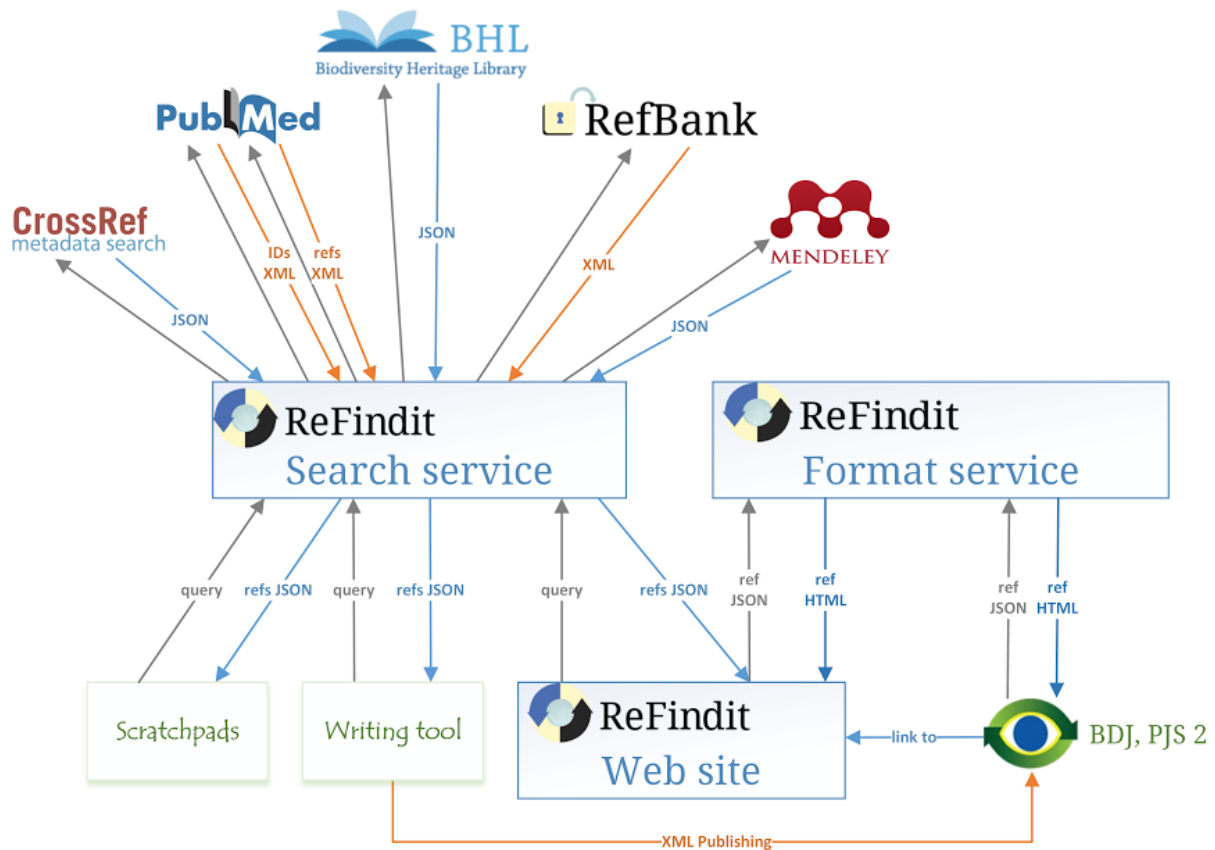 BHL
Biodiversity Heritage Library
PubMed
RefBank
CrossRef
metadata search
MENDELEY
JSON
IDs
XML
refs
XML
XML
JSON
JSON
ReFindit
Search service
ReFindit
Format service
query
refs JSON
query
refs JSON
query
refs JSON
ref
JSON
ref
HTML
ref
JSON
ref
HTML
Scratchpads
Writing tool
ReFindit
Web site
link to
BDJ, PJS 2
XML Publishing